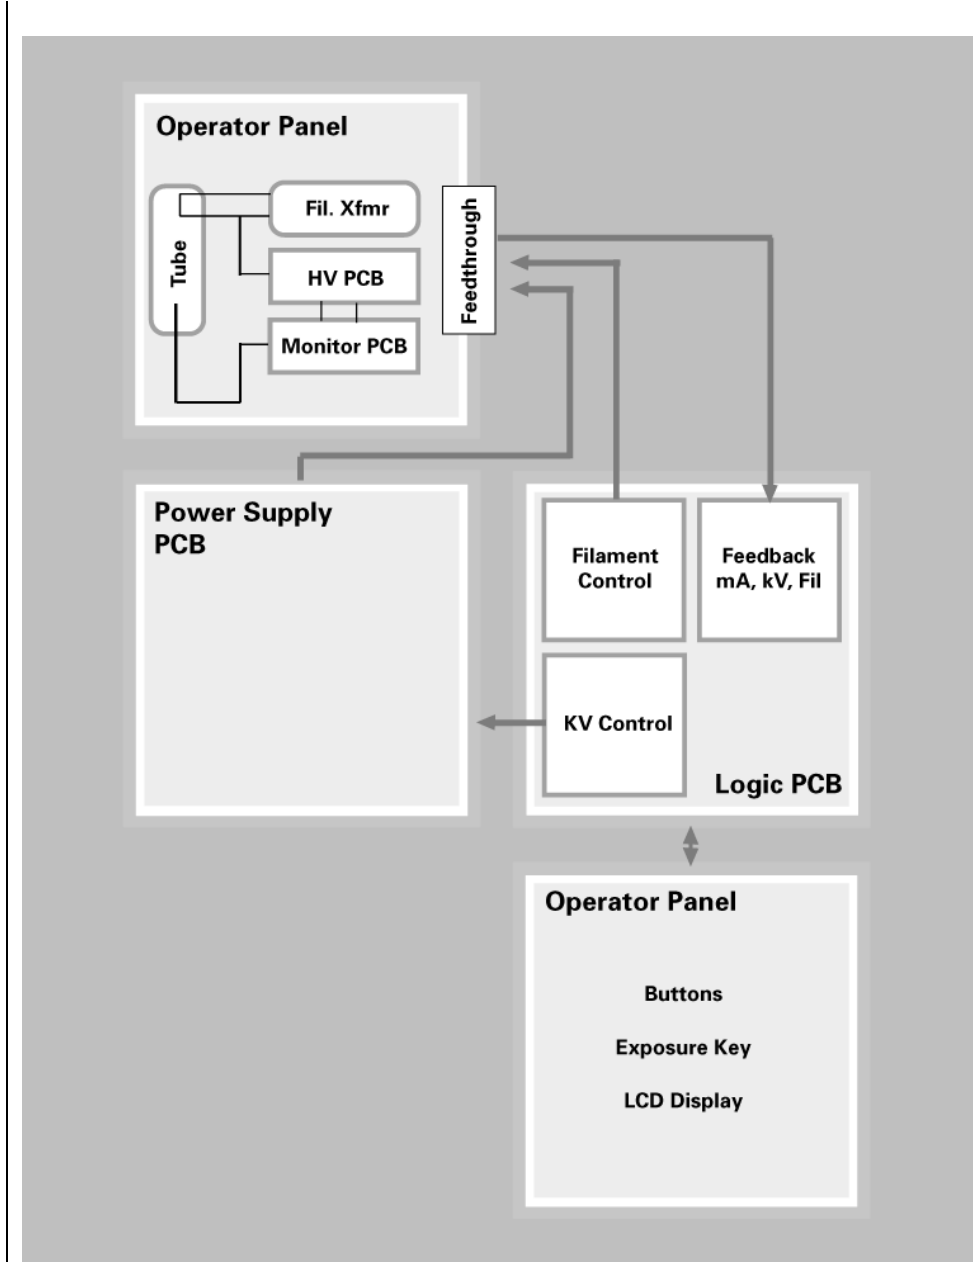 Operator Panel
Fil. Xfmr
Tube
HV PCB
Monitor PCB
Feedthrough
Power Supply
PCB
Filament
Control
Feedback
mA, kV, Fil
KV Control
Logic PCB
Operator Panel
Buttons
Exposure Key
LCD Display